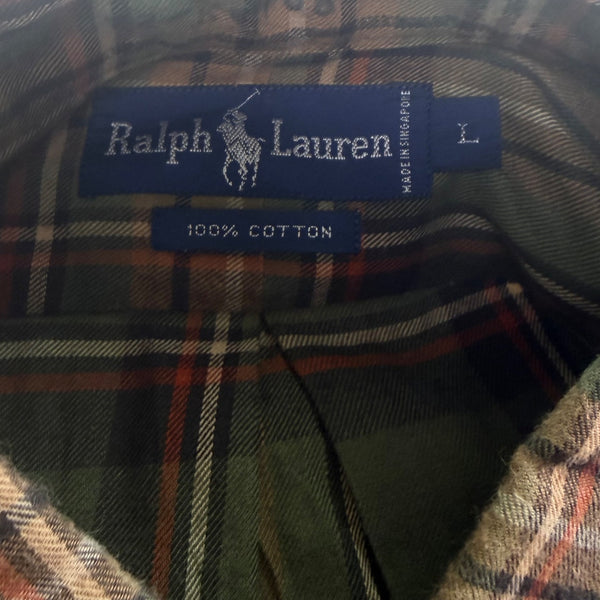 Ralph Lauren
MADE IN SINGAPORE
L
100% COTTON